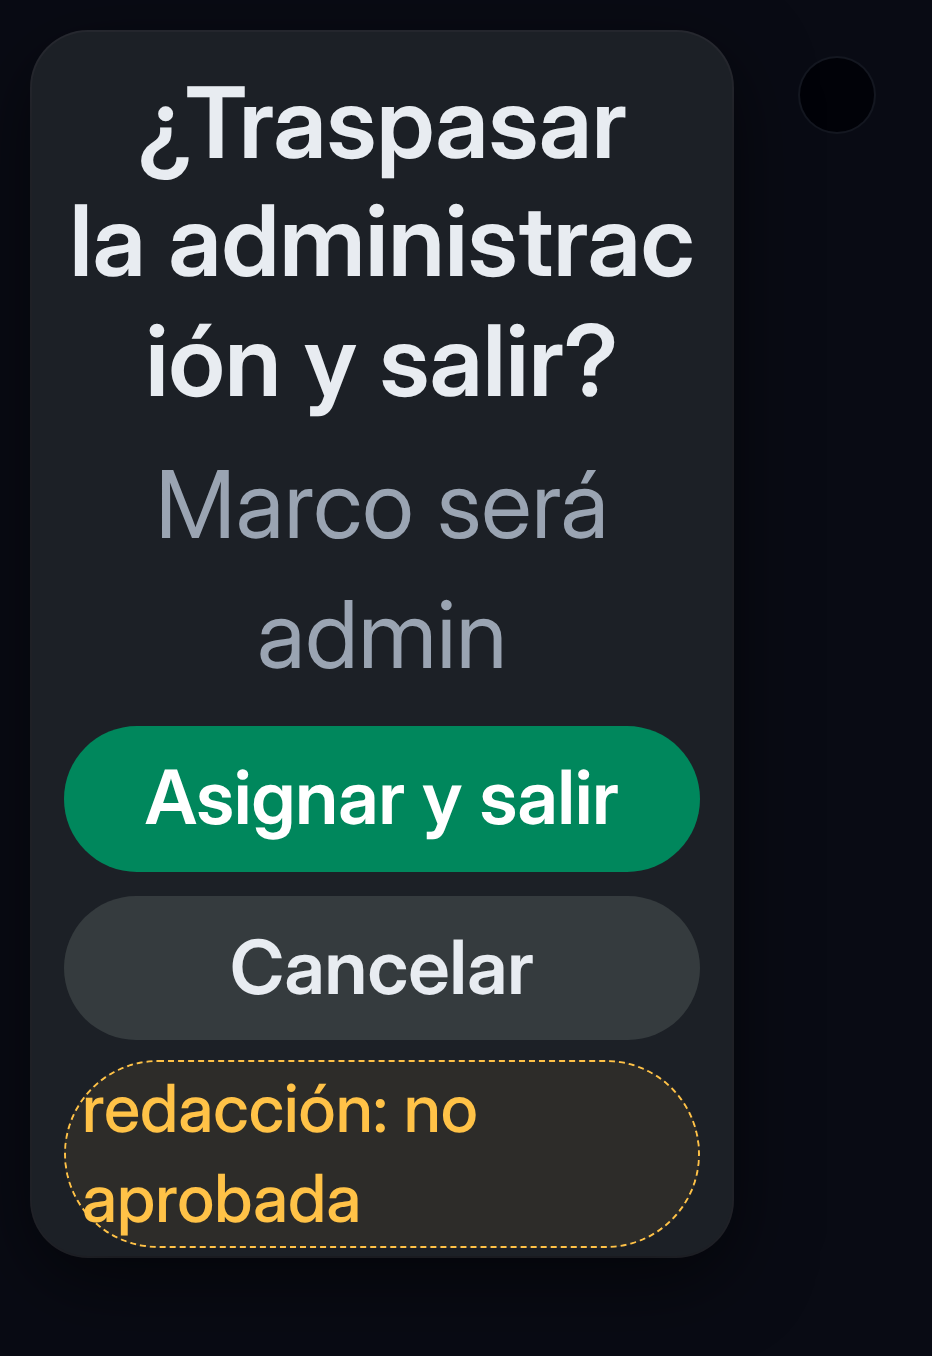 ¿Traspasar
la administrac
ión y salir?
Marco será
admin
Asignar y salir
Cancelar
redacción: no
aprobada